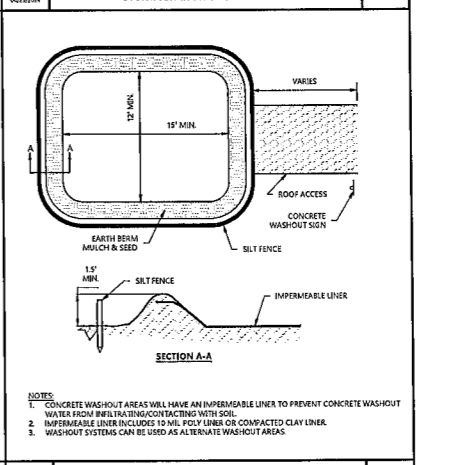 VARIES
12' MIN.
15' MIN.
A A
ROOF ACCESS
CONCRETE
WASHOUT SIGN
EARTH BERM
MULCH & SEED
SILT FENCE
1.5'
MIN.
SILT FENCE
IMPERMEABLE LINER
SECTION A-A
NOTES:
1. CONCRETE WASHOUT AREAS WILL HAVE AN IMPERMEABLE LINER TO PREVENT CONCRETE WASHOUT
WATER FROM INFILTRATING/CONTACTING WITH SOIL.
2. IMPERMEABLE LINER INCLUDES 10 MIL POLY LINER OR COMPACTED CLAY LINER.
3. WASHOUT SYSTEMS CAN BE USED AS ALTERNATE WASHOUT AREAS.